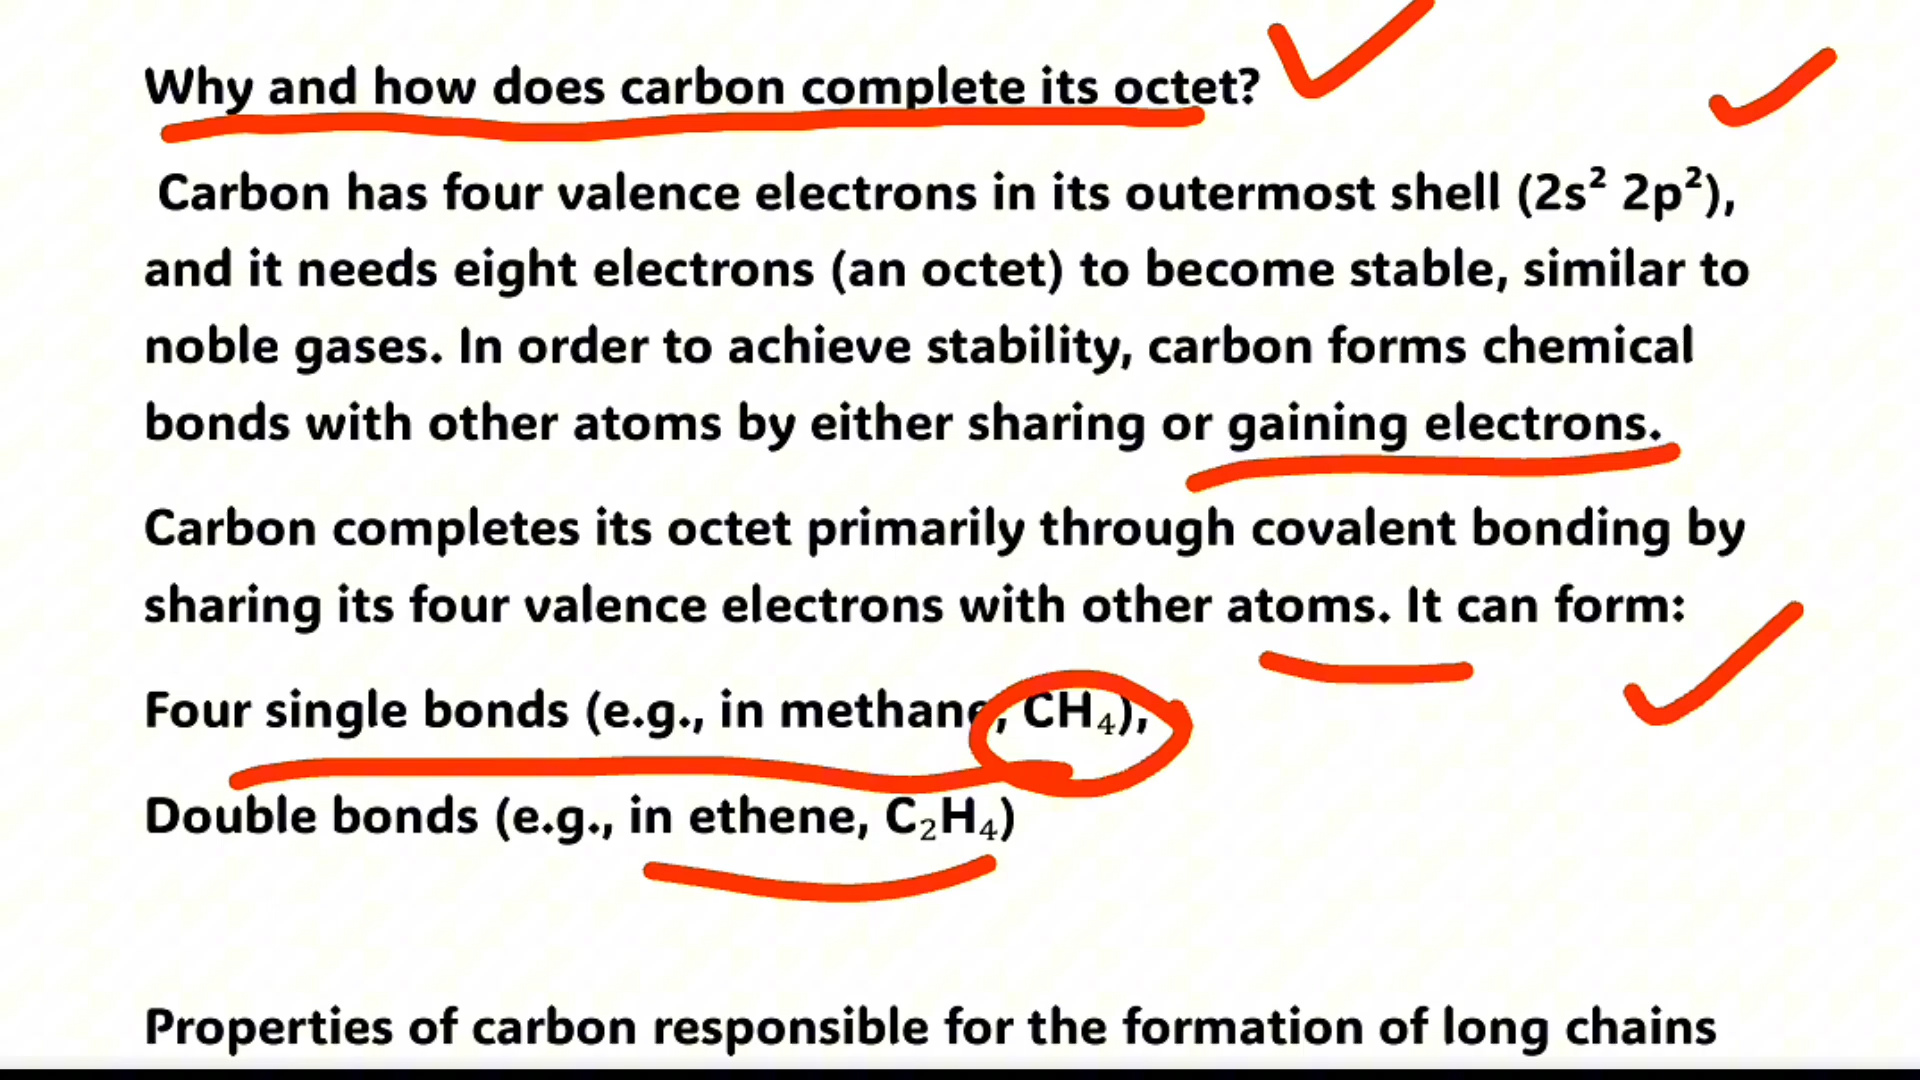 Why and how does carbon complete its octet?
Carbon has four valence electrons in its outermost shell (2s² 2p²),
and it needs eight electrons (an octet) to become stable, similar to
noble gases. In order to achieve stability, carbon forms chemical
bonds with other atoms by either sharing or gaining electrons.
Carbon completes its octet primarily through covalent bonding by
sharing its four valence electrons with other atoms. It can form:
Four single bonds (e.g., in methane, CH₄),
Double bonds (e.g., in ethene, C₂H₄)
Properties of carbon responsible for the formation of long chains